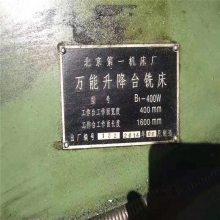 北京第一机床厂
万能升降台铣床
型号 B₁-400W
工作台工作面宽度 400 mm
工作台工作面长度 1600 mm
出厂编号